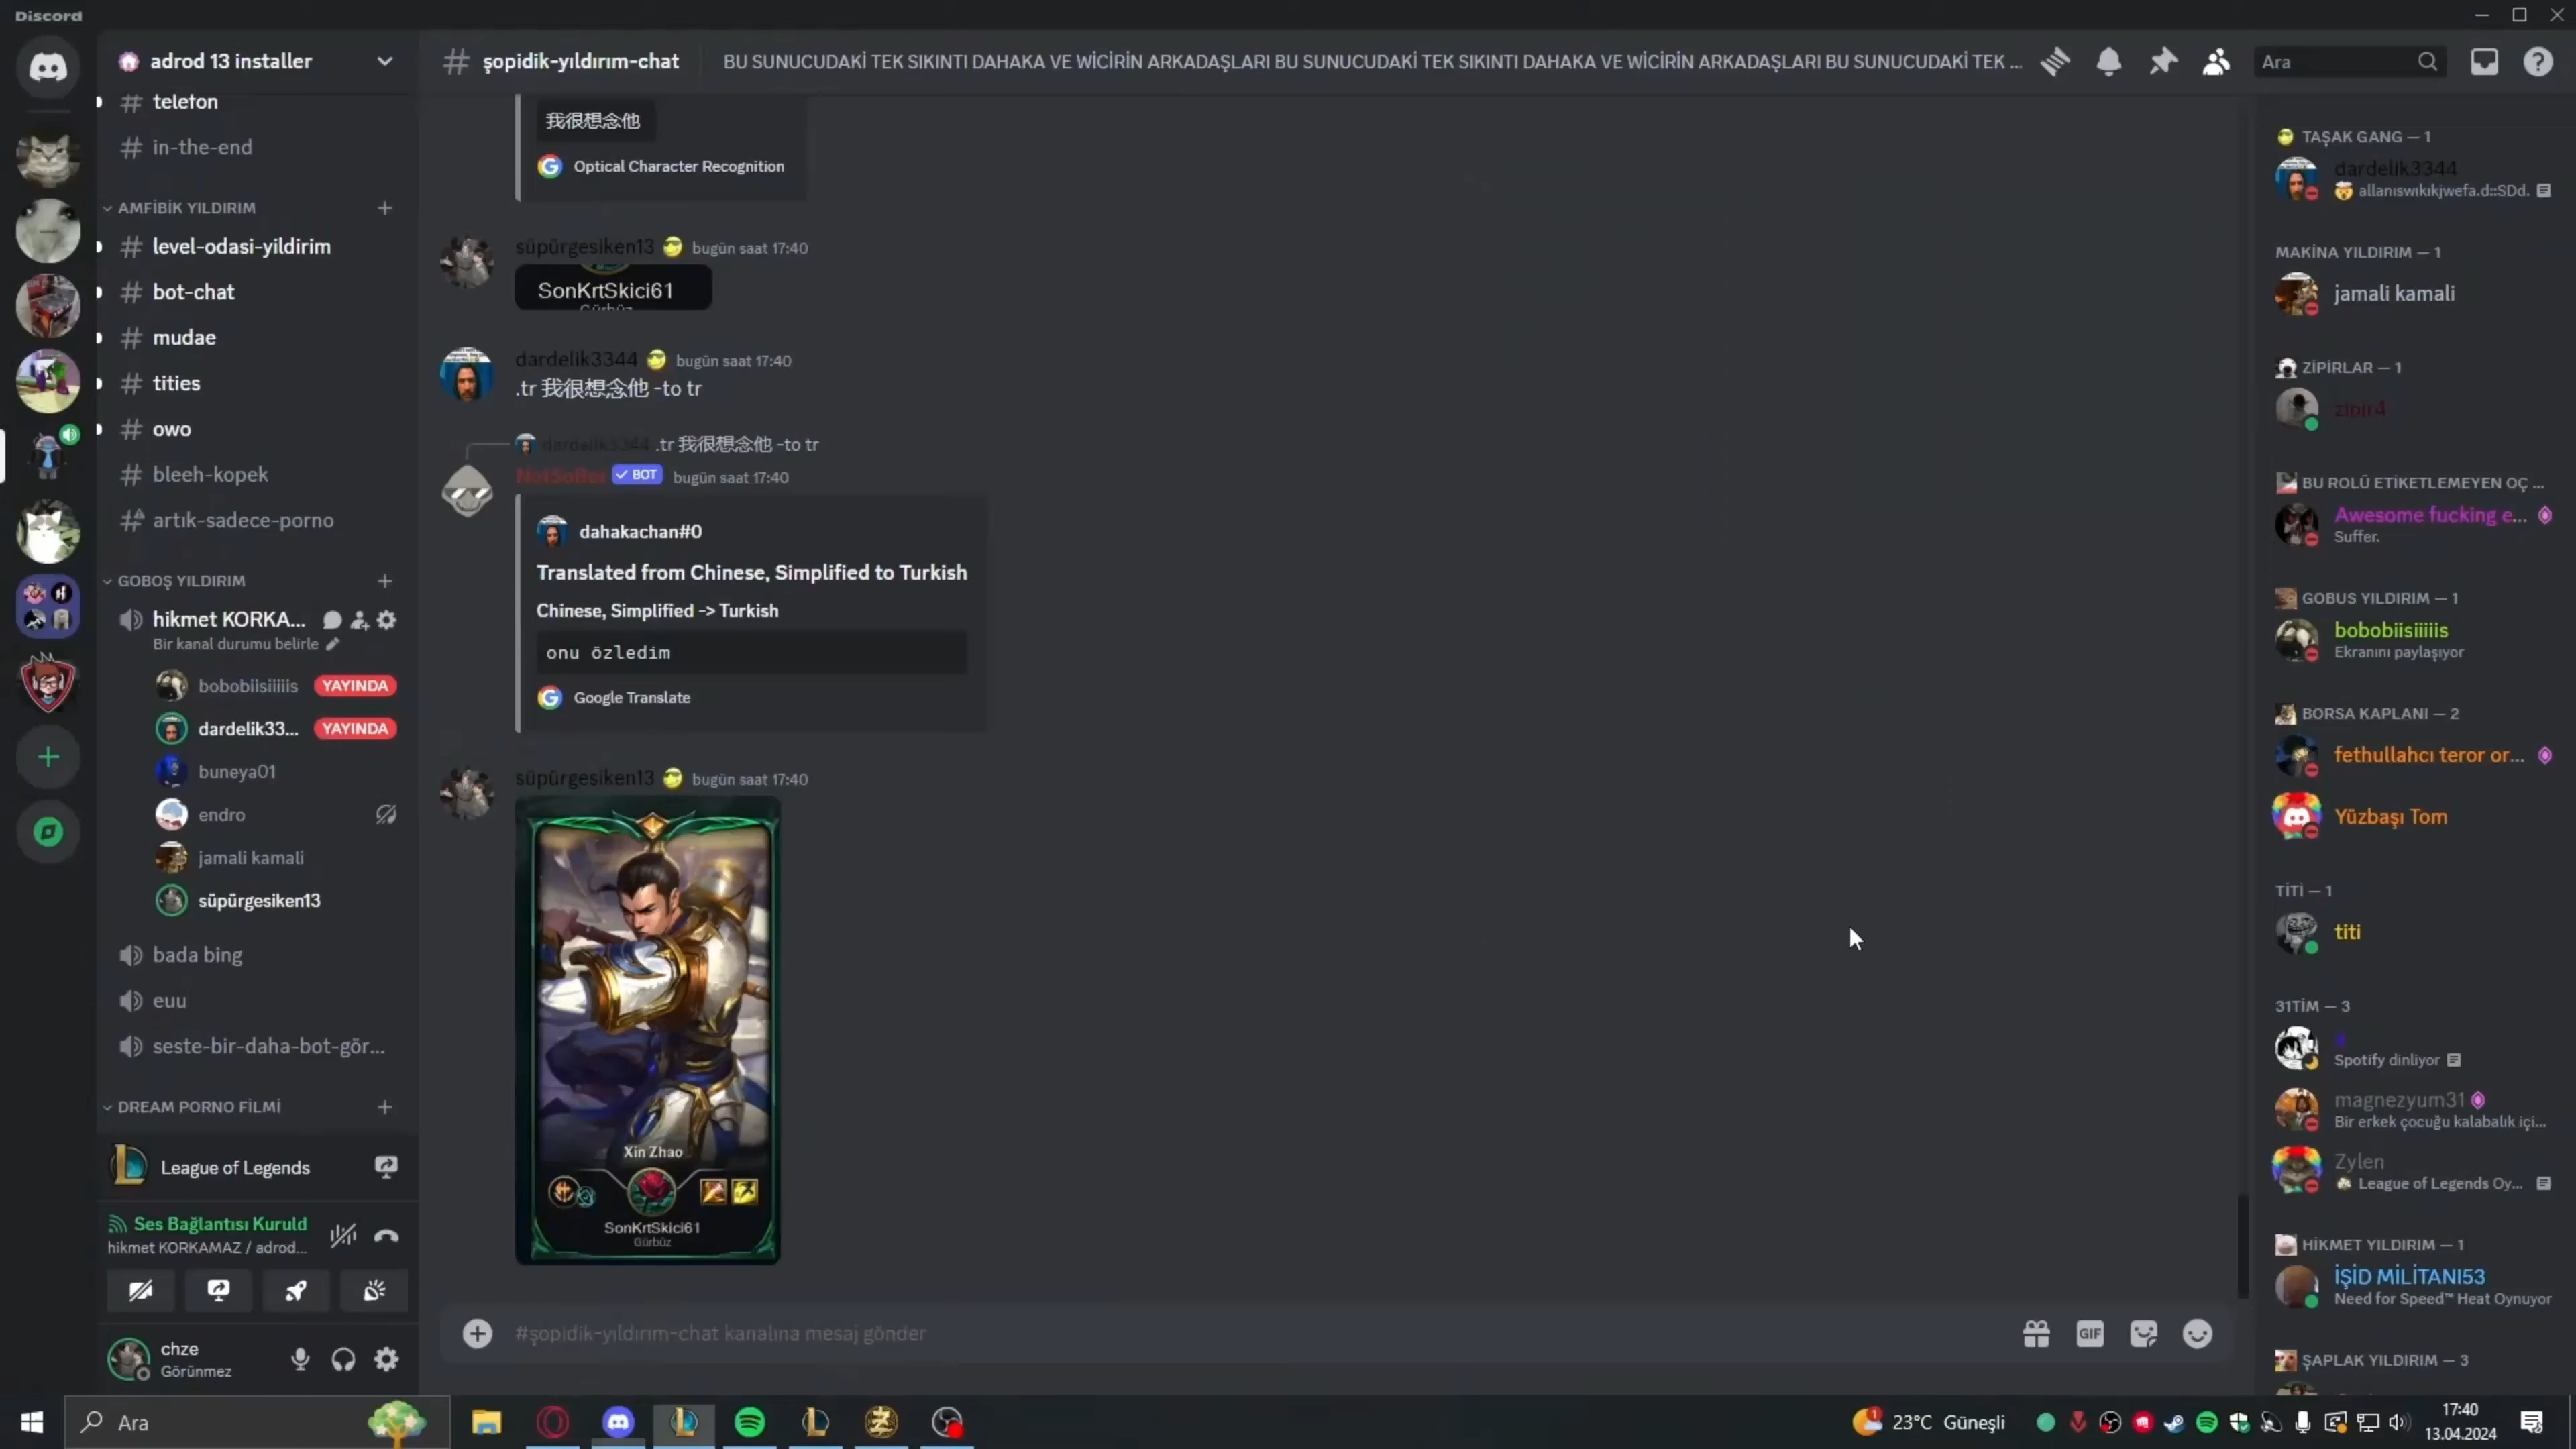 Discord
adrod 13 installer
telefon
in-the-end
AMFİBİK YILDIRIM
level-odasi-yildirim
bot-chat
mudae
tities
owo
bleeh-kopek
artık-sadece-porno
GOBOŞ YILDIRIM
hikmet KORKA...
Bir kanal durumu belirle
bobobiisiiiiis YAYINDA
dardelik33... YAYINDA
buneya01
endro
jamali kamali
süpürgesiken13
bada bing
euu
seste-bir-daha-bot-gör...
DREAM PORNO FİLMİ
League of Legends
Ses Bağlantısı Kuruld
hikmet KORKAMAZ / adrod...
chze
Görünmez
şopidik-yıldırım-chat
BU SUNUCUDAKİ TEK SIKINTI DAHAKA VE WİCİRİN ARKADAŞLARI BU SUNUCUDAKİ TEK SIKINTI DAHAKA VE WİCİRİN ARKADAŞLARI BU SUNUCUDAKİ TEK ...
Ara
我很想念他
Optical Character Recognition
süpürgesiken13 bugün saat 17:40
SonKrtSkici61
Gürbüz
dardelik3344 bugün saat 17:40
.tr 我很想念他 -to tr
dardelik3344 .tr 我很想念他 -to tr
NotSoBot BOT bugün saat 17:40
dahakachan#0
Translated from Chinese, Simplified to Turkish
Chinese, Simplified -> Turkish
onu özledim
Google Translate
süpürgesiken13 bugün saat 17:40
Xin Zhao
SonKrtSkici61
Gürbüz
#şopidik-yıldırım-chat kanalına mesaj gönder
GIF
TAŞAK GANG — 1
dardelik3344
allanıswıkıkjwefa.d::SDd.
MAKİNA YILDIRIM — 1
jamali kamali
ZİPİRLAR — 1
zipır4
BU ROLÜ ETİKETLEMEYEN OÇ ...
Awesome fucking e...
Suffer.
GOBUS YILDIRIM — 1
bobobiisiiiiis
Ekranını paylaşıyor
BORSA KAPLANI — 2
fethullahcı teror or...
Yüzbaşı Tom
TİTİ — 1
titi
31TİM — 3
Spotify dinliyor
magnezyum31
Bir erkek çocuğu kalabalık içi...
Zylen
League of Legends Oy...
HİKMET YILDIRIM — 1
İŞİD MİLİTANI53
Need for Speed™ Heat Oynuyor
ŞAPLAK YILDIRIM — 3
Ara
1
23°C Güneşli
17:40
13.04.2024